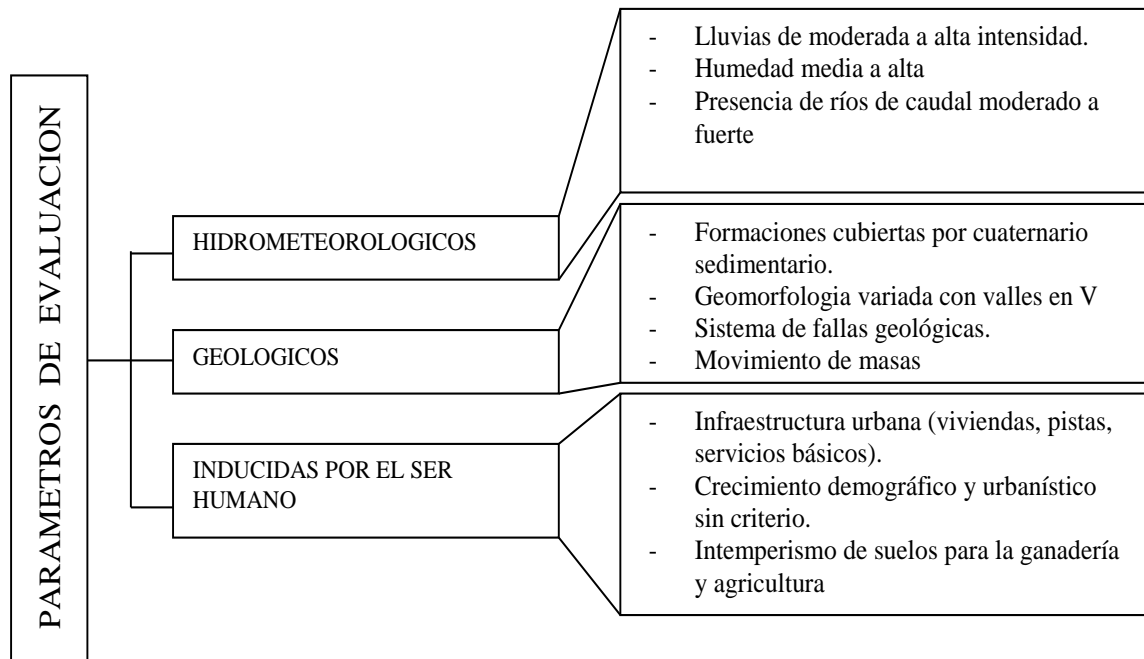 PARAMETROS DE EVALUACION
HIDROMETEOROLOGICOS
- Lluvias de moderada a alta intensidad.
- Humedad media a alta
- Presencia de ríos de caudal moderado a
fuerte
GEOLOGICOS
- Formaciones cubiertas por cuaternario
sedimentario.
- Geomorfologia variada con valles en V
- Sistema de fallas geológicas.
- Movimiento de masas
INDUCIDAS POR EL SER
HUMANO
- Infraestructura urbana (viviendas, pistas,
servicios básicos).
- Crecimiento demográfico y urbanístico
sin criterio.
- Intemperismo de suelos para la ganadería
y agricultura